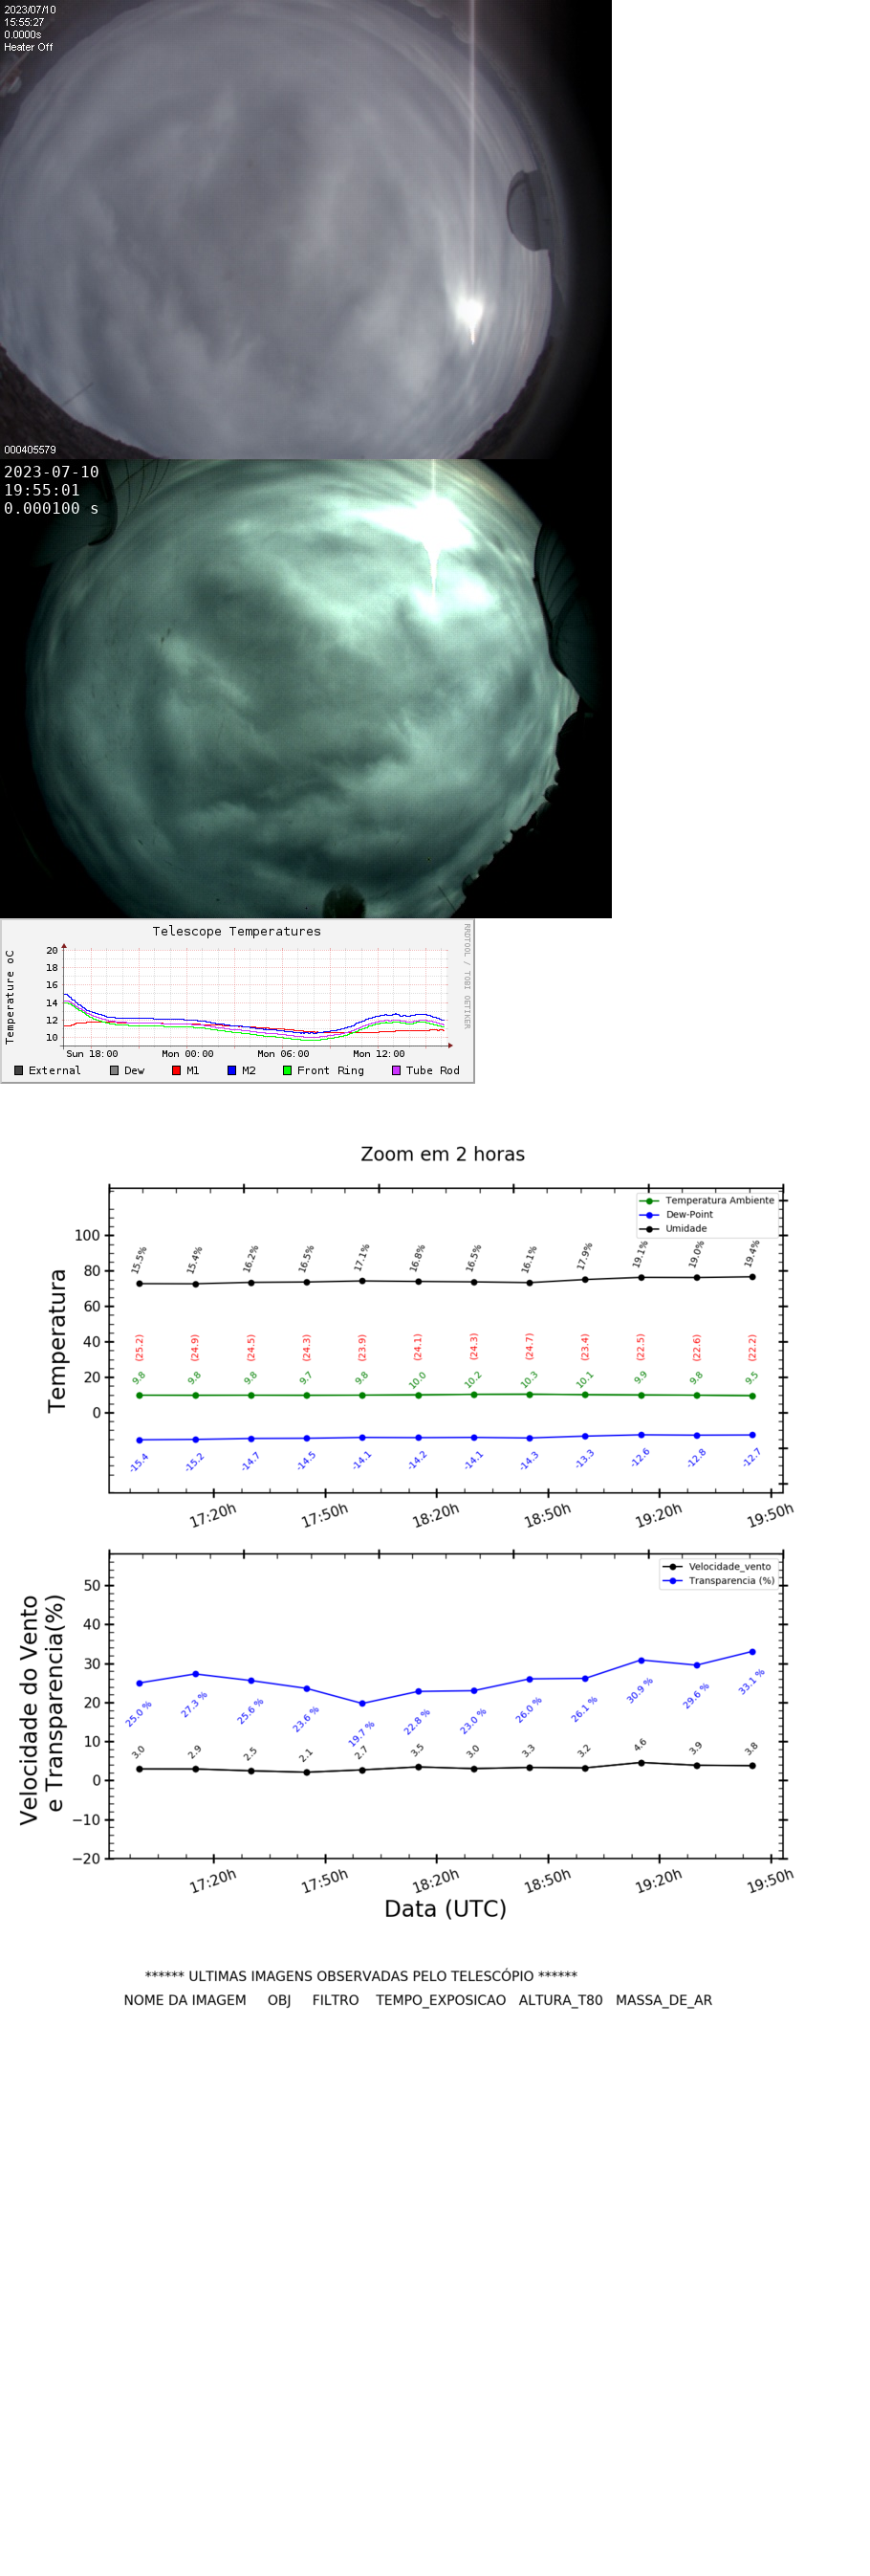 2023/07/10
15:55:27
0.0000s
Heater Off
000405579
2023-07-10
19:55:01
0.000100 s
Telescope Temperatures
RRDTOOL / TOBI OETIKER
Temperature oC
20
18
16
14
12
10
Sun 18:00 Mon 00:00 Mon 06:00 Mon 12:00
External Dew M1 M2 Front Ring Tube Rod
Zoom em 2 horas
Temperatura Ambiente
Dew-Point
Umidade
Temperatura
100
80
60
40
20
0
15.5% 15.4% 16.2% 16.5% 17.1% 16.8% 16.5% 16.1% 17.9% 19.1% 19.0% 19.4%
(25.2) (24.9) (24.5) (24.3) (23.9) (24.1) (24.3) (24.7) (23.4) (22.5) (22.6) (22.2)
9.8 9.8 9.8 9.7 9.8 10.0 10.2 10.3 10.1 9.9 9.8 9.5
-15.4 -15.2 -14.7 -14.5 -14.1 -14.2 -14.1 -14.3 -13.3 -12.6 -12.8 -12.7
17:20h 17:50h 18:20h 18:50h 19:20h 19:50h
Velocidade_vento
Transparencia (%)
Velocidade do Vento
e Transparencia(%)
50
40
30
20
10
0
−10
−20
25.0 % 27.3 % 25.6 % 23.6 % 19.7 % 22.8 % 23.0 % 26.0 % 26.1 % 30.9 % 29.6 % 33.1 %
3.0 2.9 2.5 2.1 2.7 3.5 3.0 3.3 3.2 4.6 3.9 3.8
17:20h 17:50h 18:20h 18:50h 19:20h 19:50h
Data (UTC)
****** ULTIMAS IMAGENS OBSERVADAS PELO TELESCÓPIO ******
NOME DA IMAGEM OBJ FILTRO TEMPO_EXPOSICAO ALTURA_T80 MASSA_DE_AR